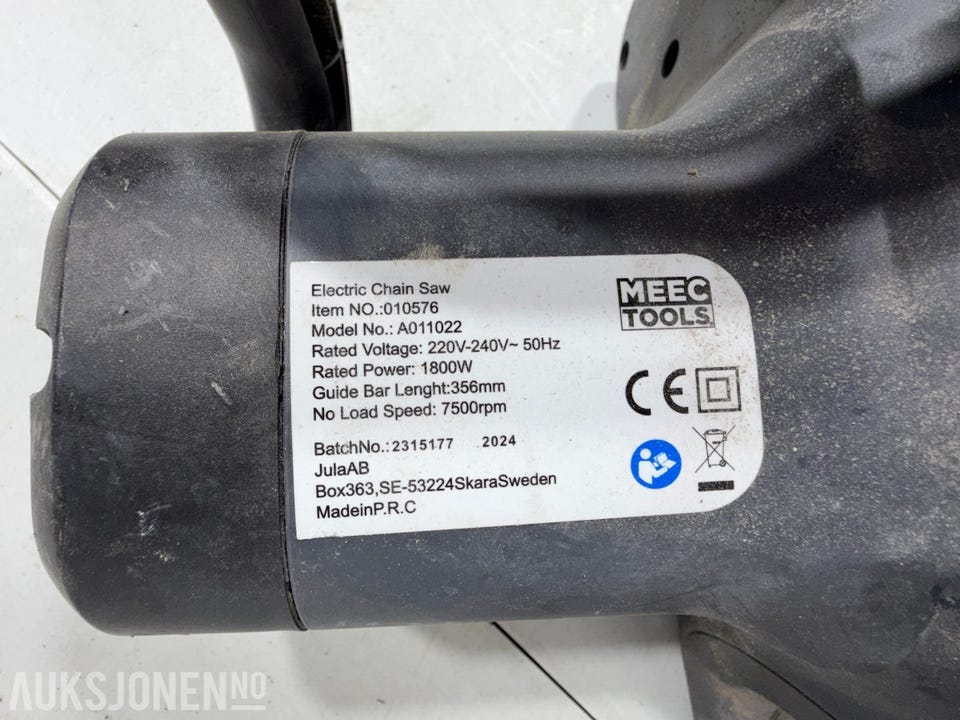 Electric Chain Saw
Item NO.:010576
Model No.: A011022
Rated Voltage: 220V-240V~ 50Hz
Rated Power: 1800W
Guide Bar Lenght:356mm
No Load Speed: 7500rpm
BatchNo.:2315177 2024
JulaAB
Box363,SE-53224SkaraSweden
MadeinP.R.C
MEEC
TOOLS
CE
AUKSJONEN NO